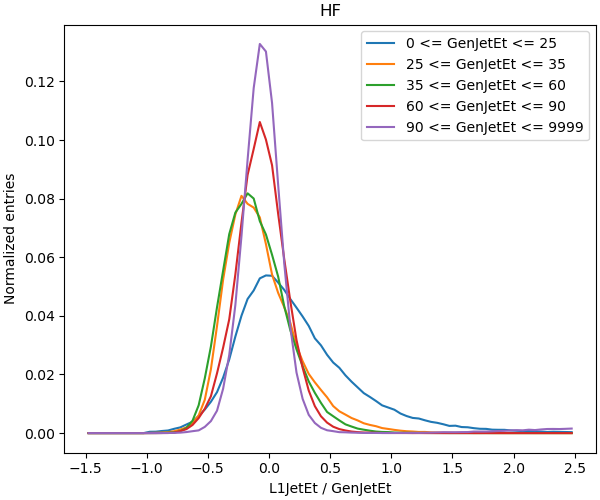 HF
0 <= GenJetEt <= 25
25 <= GenJetEt <= 35
35 <= GenJetEt <= 60
60 <= GenJetEt <= 90
90 <= GenJetEt <= 9999
Normalized entries
0.12
0.10
0.08
0.06
0.04
0.02
0.00
−1.5 −1.0 −0.5 0.0 0.5 1.0 1.5 2.0 2.5
L1JetEt / GenJetEt